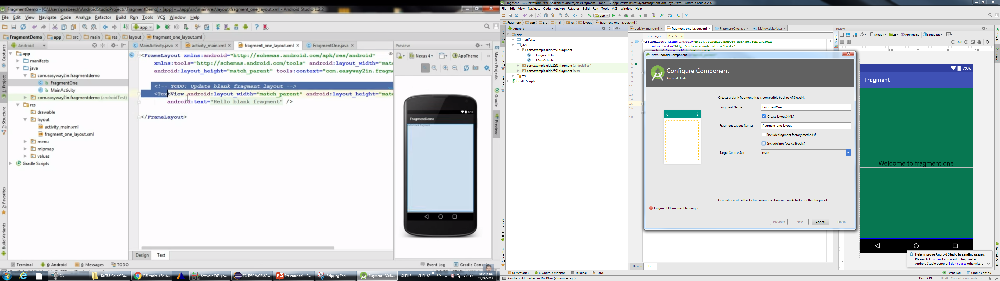 FragmentDemo - [C:\Users\prabeesh\AndroidStudioProjects\FragmentDemo] - [app] - ...\app\src\main\res\layout\fragment_one_layout.xml - Android Studio 1.2.2
File Edit View Navigate Code Analyze Refactor Build Run Tools VCS Window Help
app
FragmentDemo app src main res layout fragment_one_layout.xml
Android
MainActivity.java activity_main.xml fragment_one_layout.xml FragmentOne.java
Captures
1: Project
7: Structure
2: Favorites
Build Variants
app
manifests
java
com.easyway2in.fragmentdemo
FragmentOne
MainActivity
com.easyway2in.fragmentdemo (androidTest)
res
drawable
layout
activity_main.xml
fragment_one_layout.xml
menu
mipmap
values
Gradle Scripts
<FrameLayout xmlns:android="http://schemas.android.com/apk/res/android"
xmlns:tools="http://schemas.android.com/tools" android:layout_width="matc
android:layout_height="match_parent" tools:context="com.easyway2in.fragme
<!-- TODO: Update blank fragment layout -->
<TextView android:layout_width="match_parent" android:layout_height="matc
android:text="Hello blank fragment" />
</FrameLayout>
Design Text
Preview
Nexus 4 AppTheme
5:10
FragmentDemo
Hello blank fragment
Maven Projects
Gradle
Preview
Terminal 6: Android 0: Messages TODO
Event Log Gradle Console
C:\
D:\T88_GitLab\So...
(38) Android Stud...
Software (268-pc...
ECLIPSE_WORKSP...
Presentation1 - P...
Snipping Tool
Fragment - [C:\U...
SHELLS
SHELLS2
ES
10:04 p.m.
21/09/2017
Fragment - [C:\Users\uidp2591\AndroidStudioProjects\Fragment] - [app] - ...\app\src\main\res\layout\fragment_one_layout.xml - Android Studio 2.3.3
File Edit View Navigate Code Analyze Refactor Build Run Tools VCS Window Help
app
Fragment app src main res layout fragment_one_layout.xml
Android
activity_main.xml fragment_one_layout.xml FragmentOne.java MainActivity.java
1: Project
7: Structure
Captures
Build Variants
2: Favorites
app
manifests
java
com.example.uidp2591.fragment
FragmentOne
MainActivity
com.example.uidp2591.fragment (androidTest)
com.example.uidp2591.fragment (test)
res
Gradle Scripts
FrameLayout TextView
1
2
3
4
5
6
7
8
9
10
11
12
13
14
15
16
17
18
<FrameLayout xmlns:android="http://schemas.android.com/apk/res/android"
xmlns:tools="http://schemas.android.com/tools"
android:layout_width="match_parent"
New Android Component
Configure Component
Android Studio
Creates a blank fragment that is compatible back to API level 4.
Fragment Name: FragmentOne
Create layout XML?
Fragment Layout Name: fragment_one_layout
Include fragment factory methods?
Include interface callbacks?
Target Source Set: main
Generate event callbacks for communication with an Activity or other fragments
Fragment Name must be unique
Previous Next Cancel Finish
Design Text
Preview
Palette
Nexus 4 25 AppTheme Language
56%
0 100 200 300 400
600
700
7:00
Fragment
Welcome to fragment one
Help improve Android Studio by sending usage s
Please click I agree if you want to help make
Android Studio better or I don't agree otherwise....
Gradle
Preview
Android Model
0: Messages 6: Android Monitor Terminal TODO
Event Log Gradle Console
Gradle build finished in 16s 19ms (7 minutes ago)
15:6 CRLF UTF-8 Context: <no context>